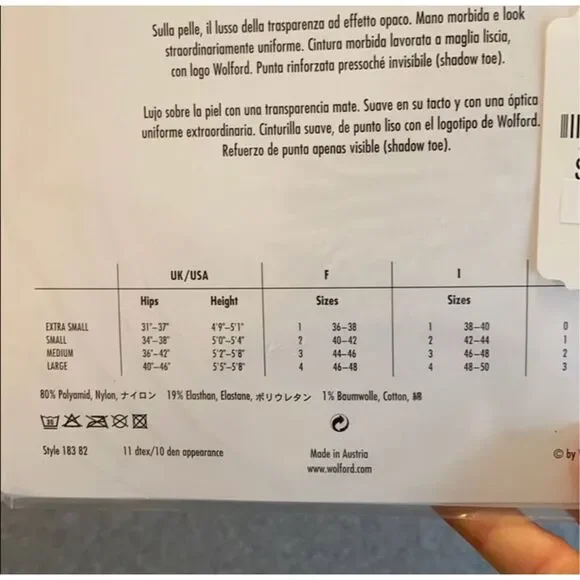 Sulla pelle, il lusso della trasparenza ad effetto opaco. Mano morbida e look
straordinariamente uniforme. Cintura morbida lavorata a maglia liscia,
con logo Wolford. Punta rinforzata pressoché invisibile (shadow toe).
Lujo sobre la piel con una transparencia mate. Suave en su tacto y con una óptica
uniforme extraordinaria. Cinturilla suave, de punto liso con el logotipo de Wolford.
Refuerzo de punta apenas visible (shadow toe).
UK/USA F I
Hips Height Sizes Sizes
EXTRA SMALL 31"–37" 4'9"–5'1" 1 36–38 1 38–40 0
SMALL 34"–38" 5'0"–5'4" 2 40–42 2 42–44 1
MEDIUM 36"–42" 5'2"–5'8" 3 44–46 3 46–48 2
LARGE 40"–46" 5'5"–5'8" 4 46–48 4 48–50 3
80% Polyamid, Nylon, ナイロン 19% Elasthan, Elastane, ポリウレタン 1% Baumwolle, Cotton, 綿
Style 183 82 11 dtex/10 den appearance Made in Austria © by
www.wolford.com